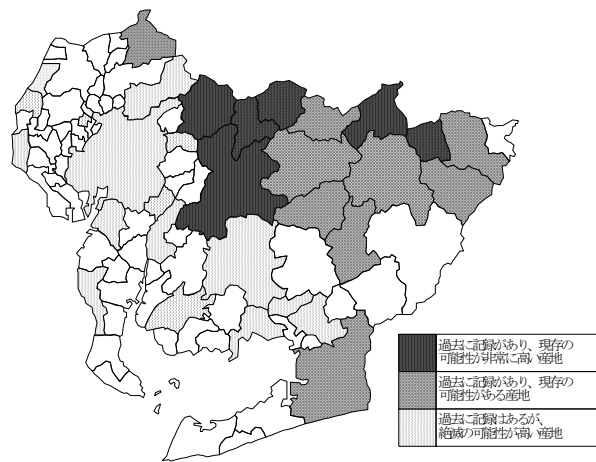 過去に記録があり、現存の
可能性が非常に高い産地
過去に記録があり、現存の
可能性がある産地
過去に記録はあるが、
絶滅の可能性が高い産地